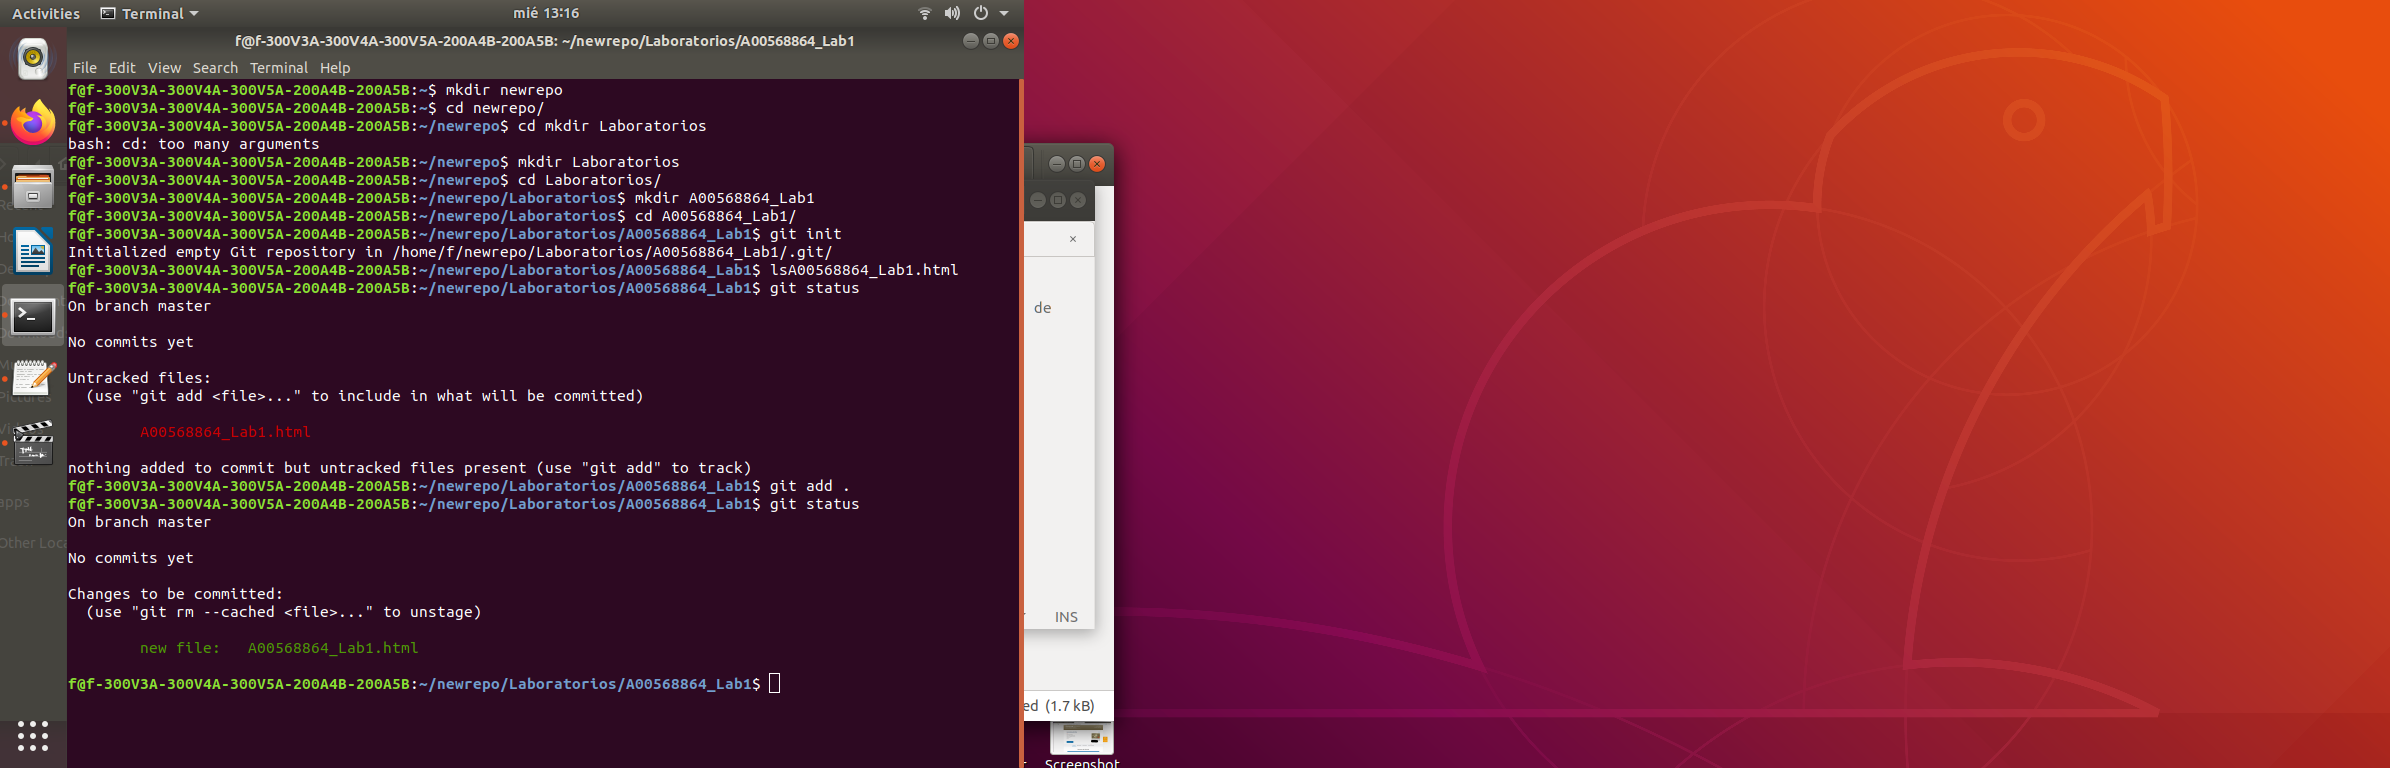 Activities Terminal mié 13:16
f@f-300V3A-300V4A-300V5A-200A4B-200A5B: ~/newrepo/Laboratorios/A00568864_Lab1
File Edit View Search Terminal Help
f@f-300V3A-300V4A-300V5A-200A4B-200A5B:~$ mkdir newrepo
f@f-300V3A-300V4A-300V5A-200A4B-200A5B:~$ cd newrepo/
f@f-300V3A-300V4A-300V5A-200A4B-200A5B:~/newrepo$ cd mkdir Laboratorios
bash: cd: too many arguments
f@f-300V3A-300V4A-300V5A-200A4B-200A5B:~/newrepo$ mkdir Laboratorios
f@f-300V3A-300V4A-300V5A-200A4B-200A5B:~/newrepo$ cd Laboratorios/
f@f-300V3A-300V4A-300V5A-200A4B-200A5B:~/newrepo/Laboratorios$ mkdir A00568864_Lab1
f@f-300V3A-300V4A-300V5A-200A4B-200A5B:~/newrepo/Laboratorios$ cd A00568864_Lab1/
f@f-300V3A-300V4A-300V5A-200A4B-200A5B:~/newrepo/Laboratorios/A00568864_Lab1$ git init
Initialized empty Git repository in /home/f/newrepo/Laboratorios/A00568864_Lab1/.git/
f@f-300V3A-300V4A-300V5A-200A4B-200A5B:~/newrepo/Laboratorios/A00568864_Lab1$ lsA00568864_Lab1.html
f@f-300V3A-300V4A-300V5A-200A4B-200A5B:~/newrepo/Laboratorios/A00568864_Lab1$ git status
On branch master
No commits yet
Untracked files:
(use "git add <file>..." to include in what will be committed)
A00568864_Lab1.html
nothing added to commit but untracked files present (use "git add" to track)
f@f-300V3A-300V4A-300V5A-200A4B-200A5B:~/newrepo/Laboratorios/A00568864_Lab1$ git add .
f@f-300V3A-300V4A-300V5A-200A4B-200A5B:~/newrepo/Laboratorios/A00568864_Lab1$ git status
On branch master
No commits yet
Changes to be committed:
(use "git rm --cached <file>..." to unstage)
new file: A00568864_Lab1.html
f@f-300V3A-300V4A-300V5A-200A4B-200A5B:~/newrepo/Laboratorios/A00568864_Lab1$
de
INS
ed (1.7 kB)
Screenshot
Pictures
apps
Other Loca